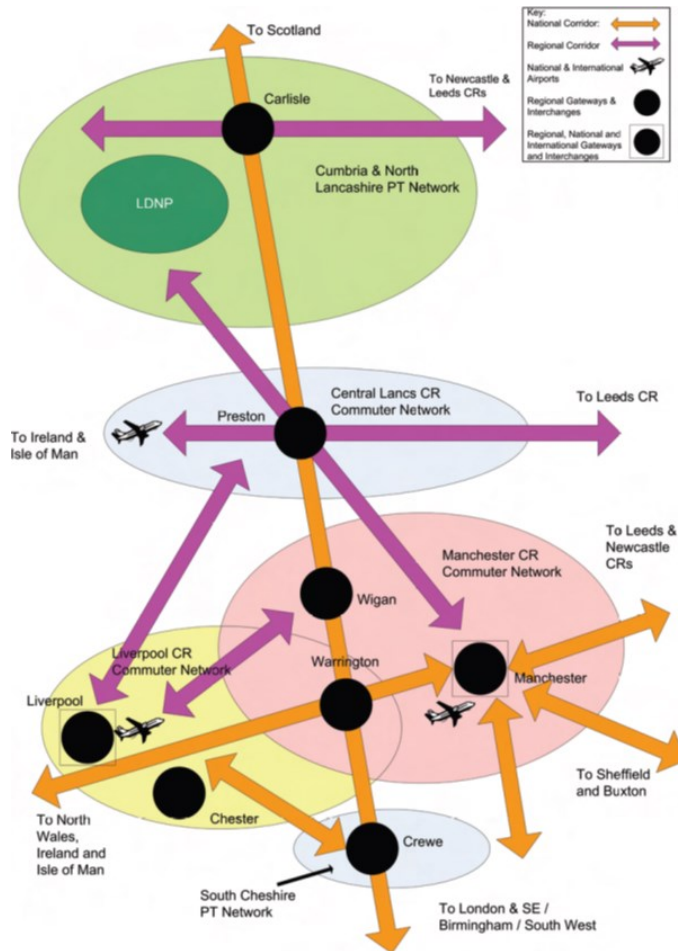 To Scotland
Key:
National Corridor:
Regional Corridor
National & International
Airports
Regional Gateways &
Interchanges
Regional, National and
International Gateways
and Interchanges
Carlisle
To Newcastle &
Leeds CRs
Cumbria & North
Lancashire PT Network
LDNP
Central Lancs CR
Commuter Network
Preston
To Leeds CR
To Ireland &
Isle of Man
To Leeds &
Newcastle
CRs
Manchester CR
Commuter Network
Wigan
Liverpool CR
Commuter Network
Warrington
Liverpool
Manchester
To Sheffield
and Buxton
Chester
To North
Wales,
Ireland and
Isle of Man
Crewe
South Cheshire
PT Network
To London & SE /
Birmingham / South West